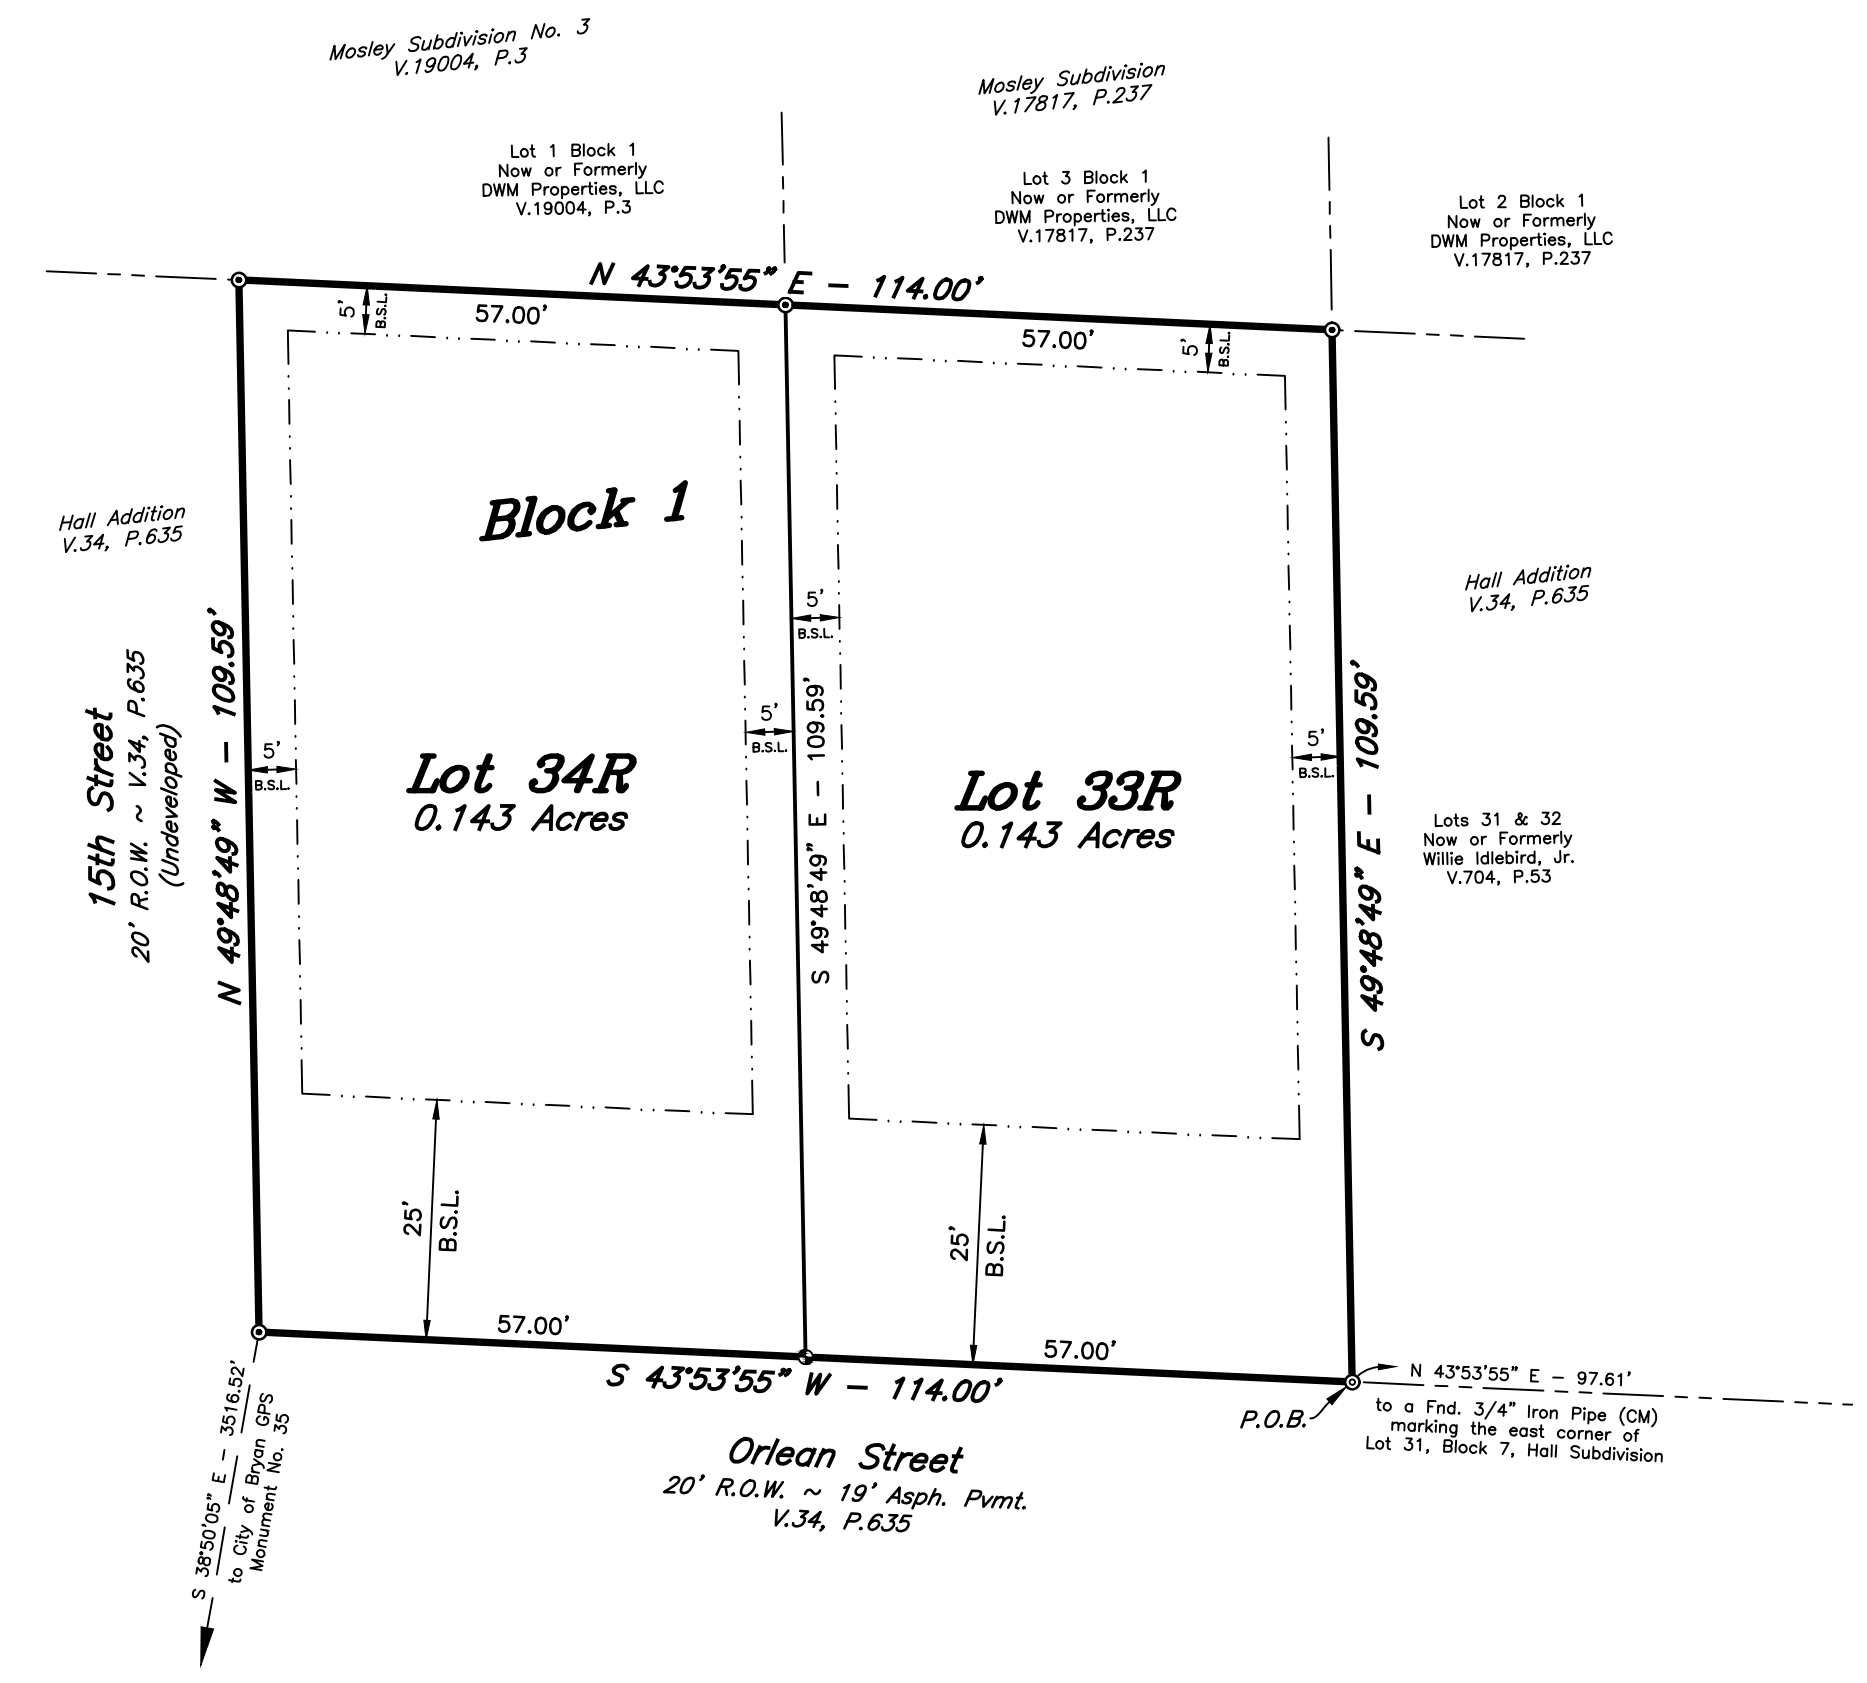 Mosley Subdivision No. 3
V.19004, P.3
Mosley Subdivision
V.17817, P.237
Lot 1 Block 1
Now or Formerly
DWM Properties, LLC
V.19004, P.3
Lot 3 Block 1
Now or Formerly
DWM Properties, LLC
V.17817, P.237
Lot 2 Block 1
Now or Formerly
DWM Properties, LLC
V.17817, P.237
N 43°53'55" E - 114.00'
57.00'
5'
B.S.L.
57.00'
5'
B.S.L.
Block 1
Hall Addition
V.34, P.635
Hall Addition
V.34, P.635
15th Street
20' R.O.W. ~ V.34, P.635
(Undeveloped)
N 49°48'49" W - 109.59'
5'
B.S.L.
Lot 34R
0.143 Acres
5'
B.S.L.
5'
B.S.L.
S 49°48'49" E - 109.59'
Lot 33R
0.143 Acres
5'
B.S.L.
S 49°48'49" E - 109.59'
Lots 31 & 32
Now or Formerly
Willie Idlebird, Jr.
V.704, P.53
25'
B.S.L.
25'
B.S.L.
57.00'
57.00'
S 43°53'55" W - 114.00'
N 43°53'55" E - 97.61'
to a Fnd. 3/4" Iron Pipe (CM)
marking the east corner of
Lot 31, Block 7, Hall Subdivision
P.O.B.
Orlean Street
20' R.O.W. ~ 19' Asph. Pvmt.
V.34, P.635
S 38°50'05" E - 3516.52'
to City of Bryan GPS
Monument No. 35